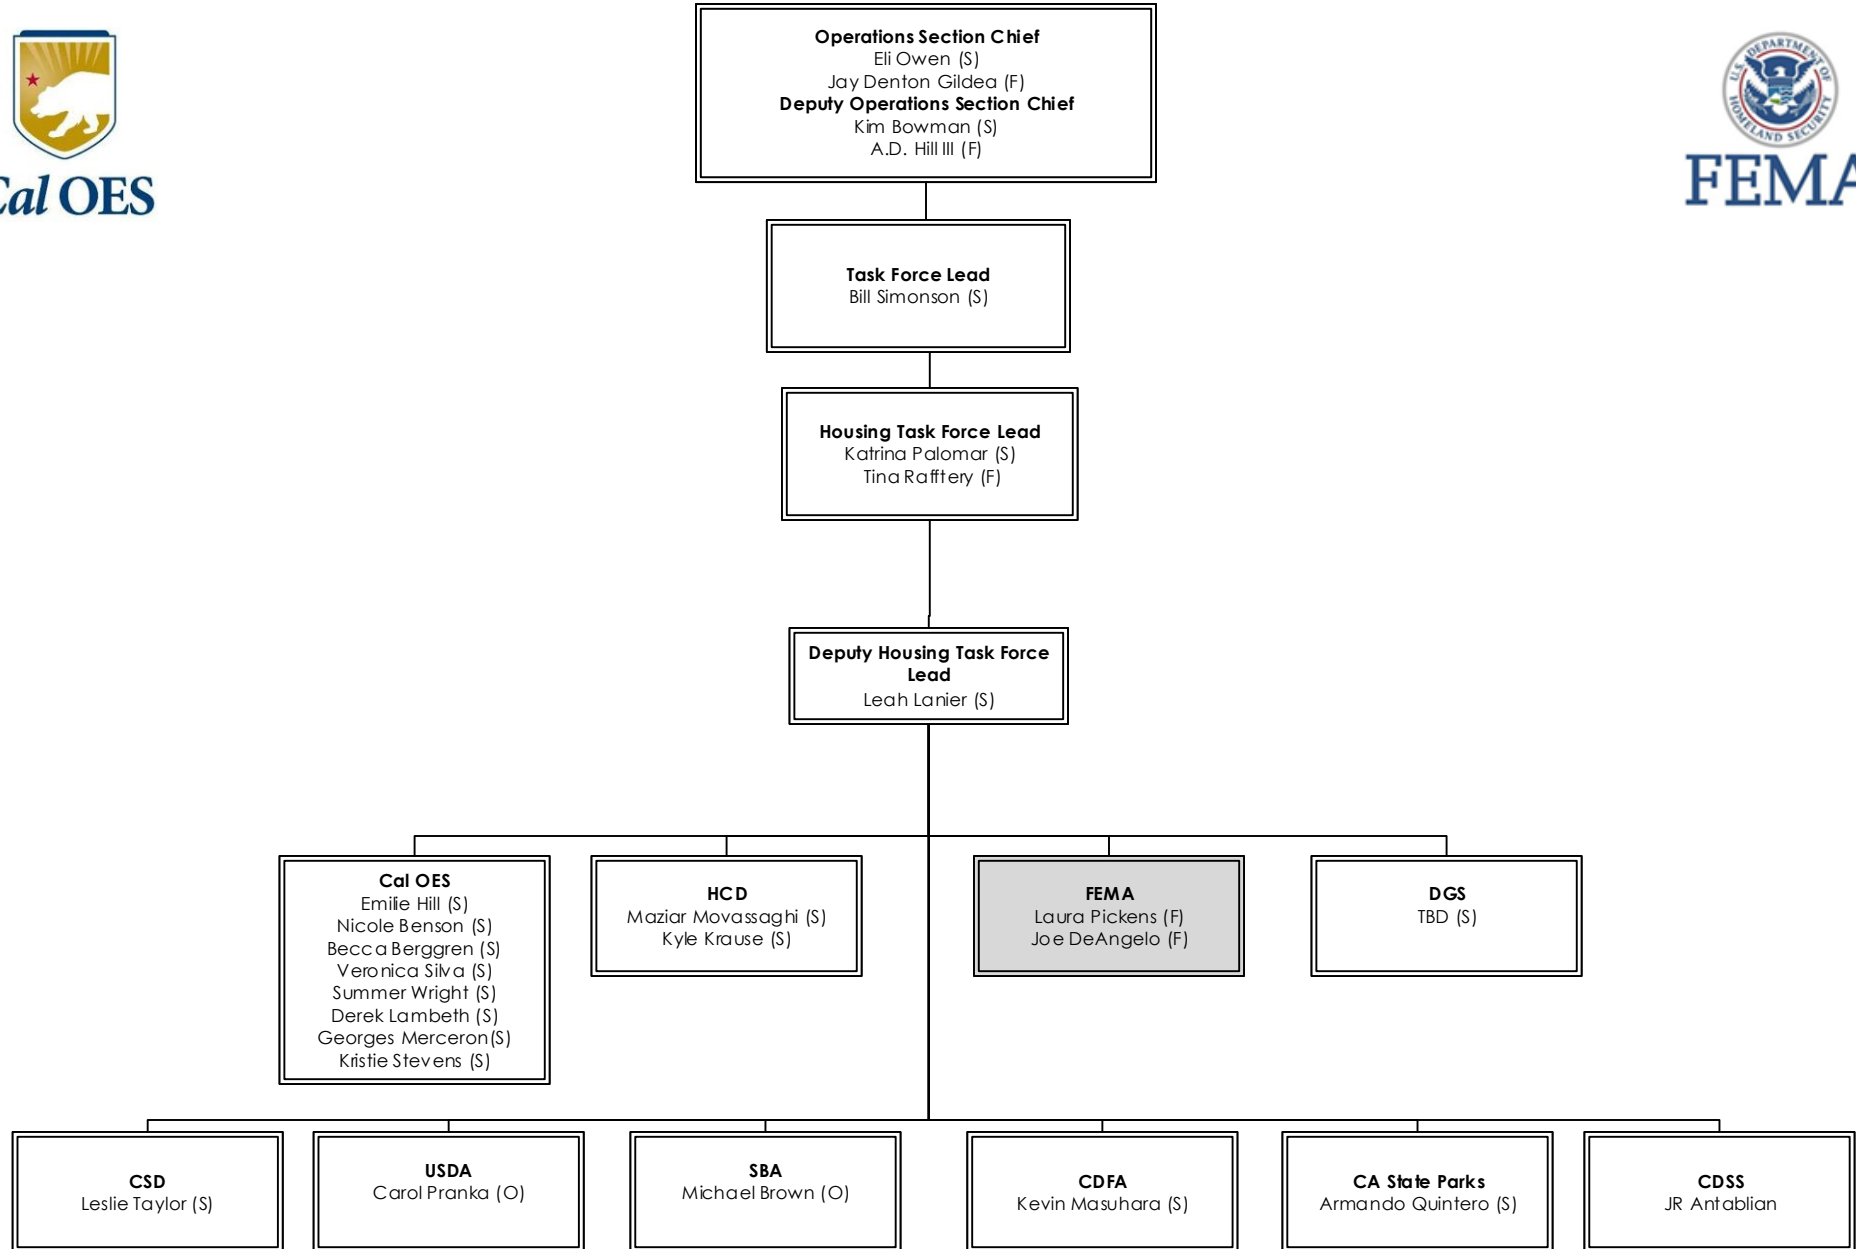 Operations Section Chief
Eli Owen (S)
Jay Denton Gildea (F)
Deputy Operations Section Chief
Kim Bowman (S)
A.D. Hill III (F)
Cal OES
U.S. DEPARTMENT OF HOMELAND SECURITY
FEMA
Task Force Lead
Bill Simonson (S)
Housing Task Force Lead
Katrina Palomar (S)
Tina Rafftery (F)
Deputy Housing Task Force
Lead
Leah Lanier (S)
Cal OES
Emilie Hill (S)
Nicole Benson (S)
Becca Berggren (S)
Veronica Silva (S)
Summer Wright (S)
Derek Lambeth (S)
Georges Merceron(S)
Kristie Stevens (S)
HCD
Maziar Movassaghi (S)
Kyle Krause (S)
FEMA
Laura Pickens (F)
Joe DeAngelo (F)
DGS
TBD (S)
CSD
Leslie Taylor (S)
USDA
Carol Pranka (O)
SBA
Michael Brown (O)
CDFA
Kevin Masuhara (S)
CA State Parks
Armando Quintero (S)
CDSS
JR Antablian